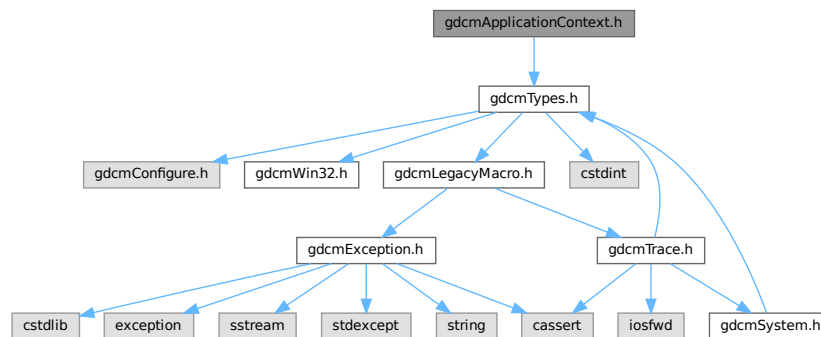 gdcmApplicationContext.h
gdcmTypes.h
gdcmConfigure.h
gdcmWin32.h
gdcmLegacyMacro.h
cstdint
gdcmException.h
gdcmTrace.h
cstdlib
exception
sstream
stdexcept
string
cassert
iosfwd
gdcmSystem.h